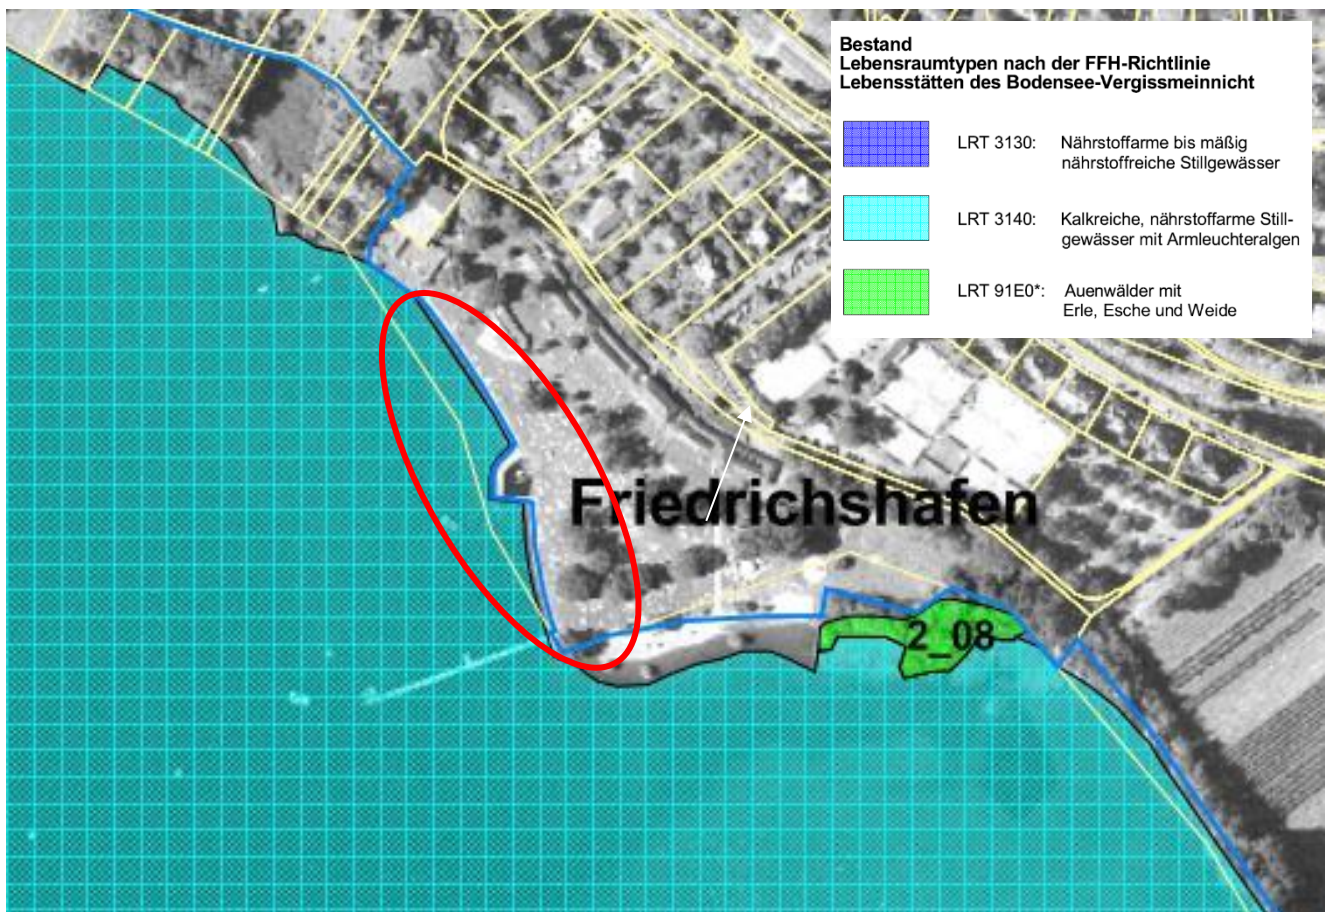 Bestand
Lebensraumtypen nach der FFH-Richtlinie
Lebensstätten des Bodensee-Vergissmeinnicht
LRT 3130: Nährstoffarme bis mäßig
nährstoffreiche Stillgewässer
LRT 3140: Kalkreiche, nährstoffarme Still-
gewässer mit Armleuchteralgen
LRT 91E0*: Auenwälder mit
Erle, Esche und Weide
Friedrichshafen
2_08